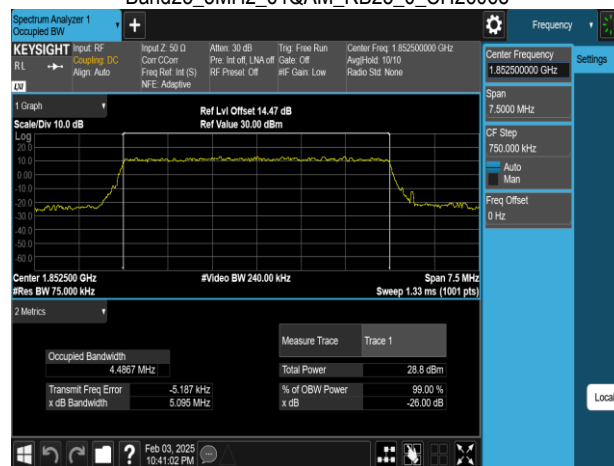 Spectrum Analyzer 1
Occupied BW
Frequency
KEYSIGHT
RL
Input: RF
Coupling: DC
Align: Auto
Input Z: 50 Ω
Corr CCorr
Freq Ref: Int (S)
NFE: Adaptive
Atten: 30 dB
Pre: Int off, LNA off
RF Presel: Off
Trig: Free Run
Gate: Off
#IF Gain: Low
Center Freq: 1.852500000 GHz
Avg|Hold: 10/10
Radio Std: None
LXI
1 Graph
Scale/Div 10.0 dB
Ref Lvl Offset 14.47 dB
Ref Value 30.00 dBm
Log
20.0
10.0
0.00
-10.0
-20.0
-30.0
-40.0
-50.0
-60.0
Center 1.852500 GHz
#Res BW 75.000 kHz
#Video BW 240.00 kHz
Span 7.5 MHz
Sweep 1.33 ms (1001 pts)
2 Metrics
Measure Trace Trace 1
Occupied Bandwidth
4.4867 MHz
Total Power 28.8 dBm
Transmit Freq Error -5.187 kHz
% of OBW Power 99.00 %
x dB Bandwidth 5.095 MHz
x dB -26.00 dB
Feb 03, 2025
10:41:02 PM
Center Frequency
1.852500000 GHz
Settings
Span
7.5000 MHz
CF Step
750.000 kHz
Auto
Man
Freq Offset
0 Hz
Local